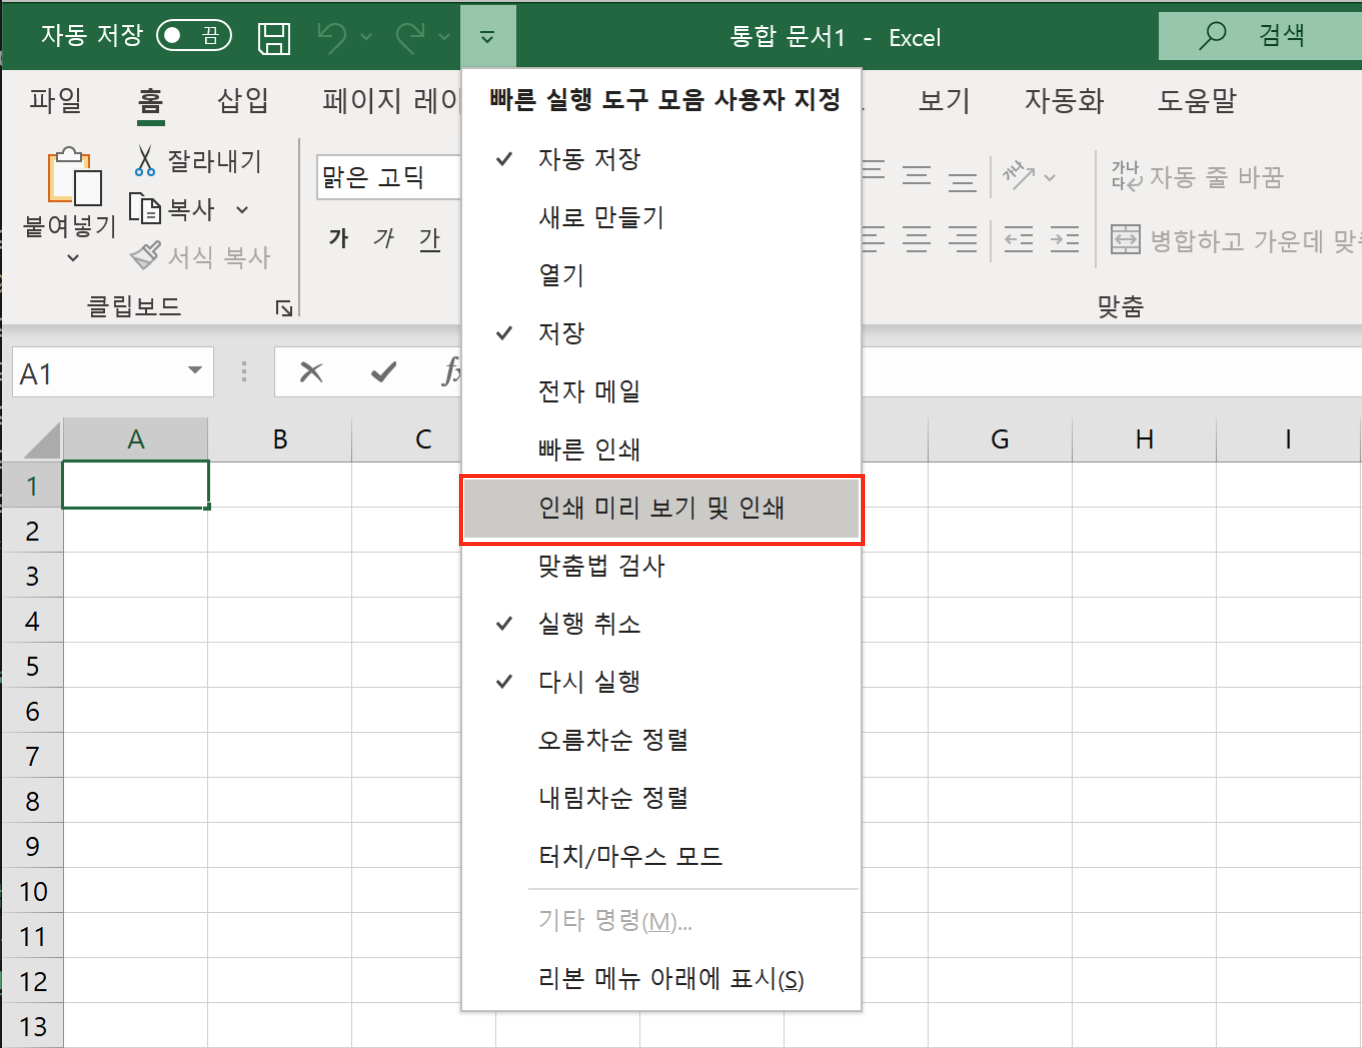 자동 저장 끔
통합 문서1 - Excel
검색
파일 홈 삽입 페이지 레이 보기 자동화 도움말
붙여넣기
잘라내기
복사
서식 복사
클립보드
맑은 고딕
가 가 간
가나
다
자동 줄 바꿈
병합하고 가운데 맞
맞춤
빠른 실행 도구 모음 사용자 지정
자동 저장
새로 만들기
열기
저장
전자 메일
빠른 인쇄
인쇄 미리 보기 및 인쇄
맞춤법 검사
실행 취소
다시 실행
오름차순 정렬
내림차순 정렬
터치/마우스 모드
기타 명령(M)...
리본 메뉴 아래에 표시(S)
A1
fx
A B C G H I
1
2
3
4
5
6
7
8
9
10
11
12
13